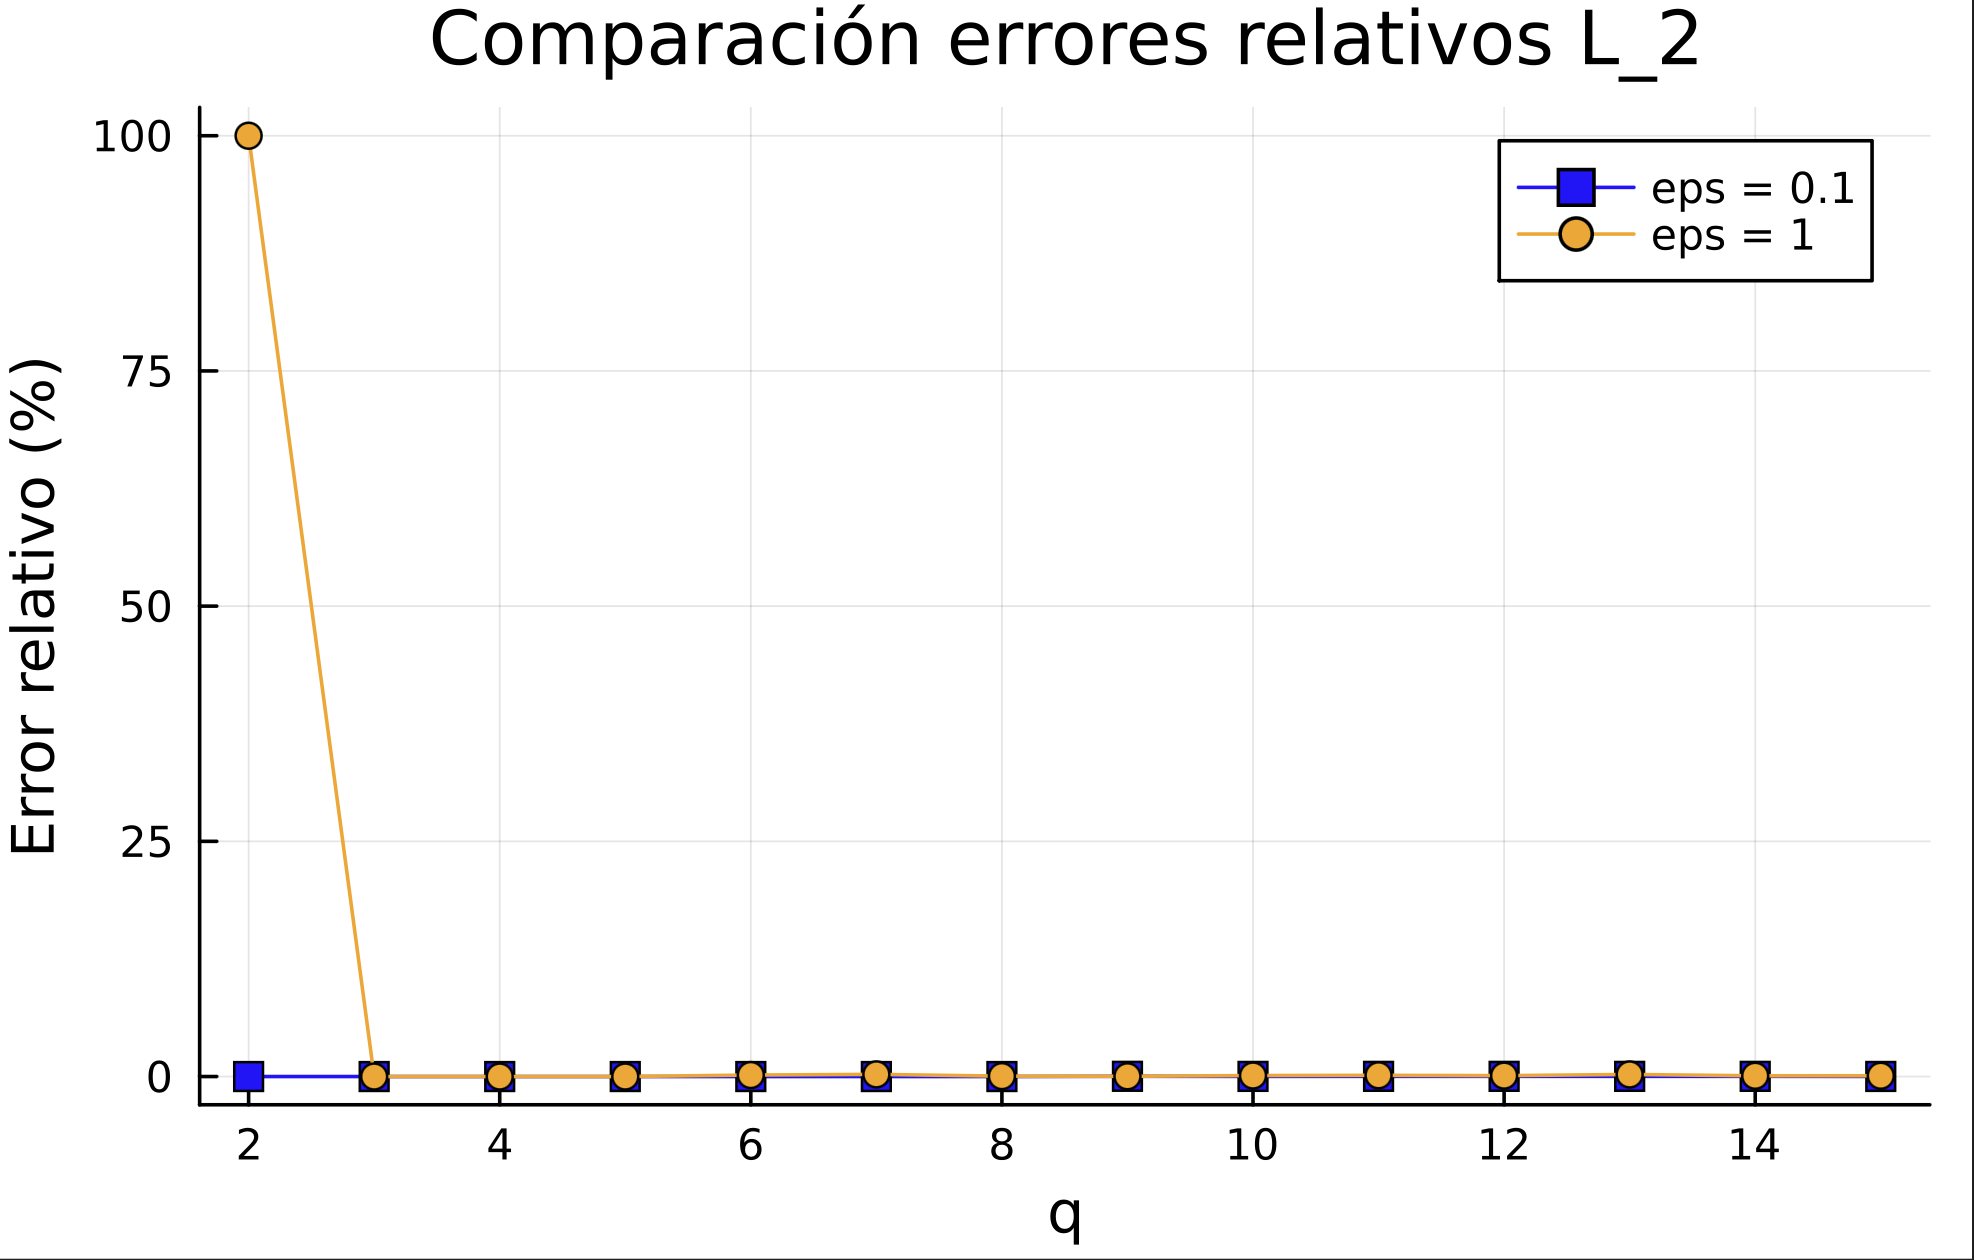 Comparación errores relativos L_2
Error relativo (%)
100
75
50
25
0
eps = 0.1
eps = 1
2 4 6 8 10 12 14
q